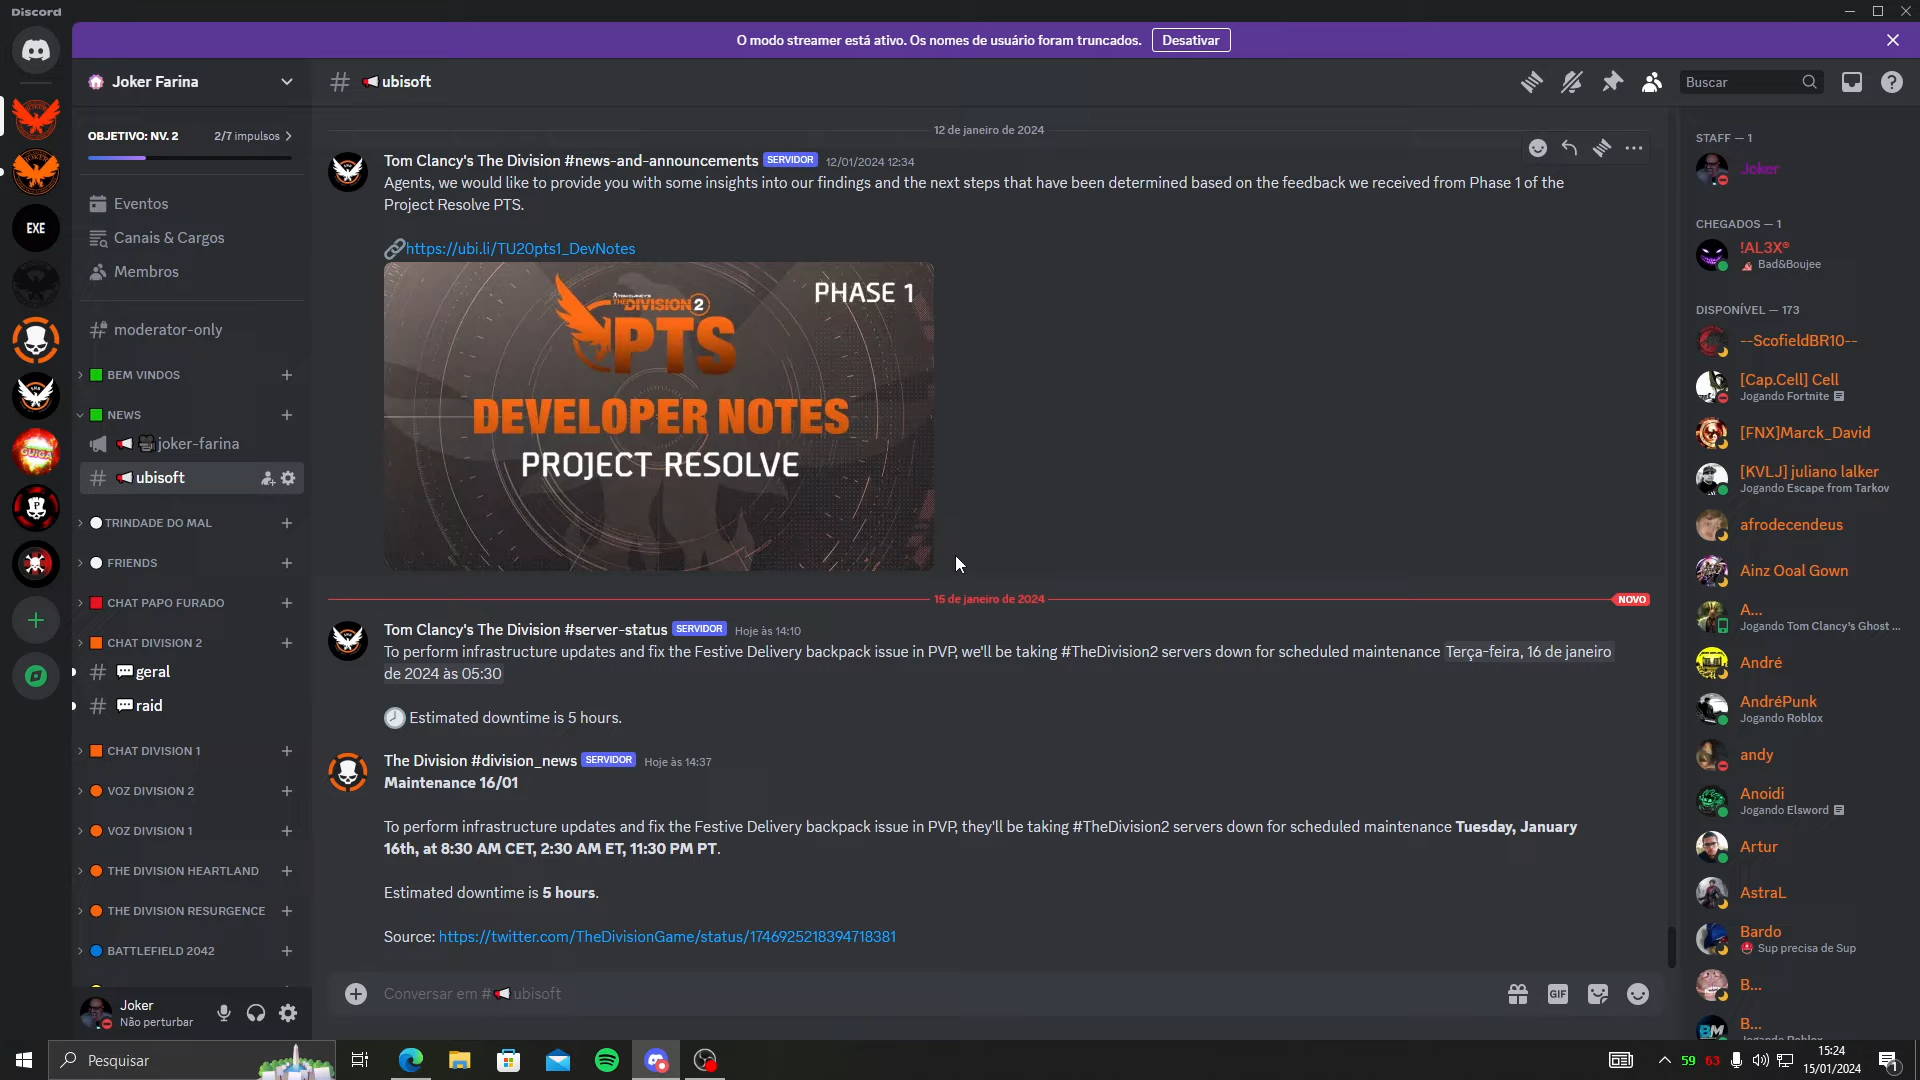 Discord
O modo streamer está ativo. Os nomes de usuário foram truncados. Desativar
Joker Farina
OBJETIVO: NV. 2 2/7 impulsos
Eventos
Canais & Cargos
Membros
moderator-only
BEM VINDOS
NEWS
joker-farina
ubisoft
TRINDADE DO MAL
FRIENDS
CHAT PAPO FURADO
CHAT DIVISION 2
geral
raid
CHAT DIVISION 1
VOZ DIVISION 2
VOZ DIVISION 1
THE DIVISION HEARTLAND
THE DIVISION RESURGENCE
BATTLEFIELD 2042
Joker
Não perturbar
EXE
GUIGA
ubisoft
Buscar
12 de janeiro de 2024
Tom Clancy's The Division #news-and-announcements SERVIDOR 12/01/2024 12:34
Agents, we would like to provide you with some insights into our findings and the next steps that have been determined based on the feedback we received from Phase 1 of the
Project Resolve PTS.
https://ubi.li/TU20pts1_DevNotes
PHASE 1
TOM CLANCY'S
THE DIVISION 2
PTS
DEVELOPER NOTES
PROJECT RESOLVE
15 de janeiro de 2024 NOVO
Tom Clancy's The Division #server-status SERVIDOR Hoje às 14:10
To perform infrastructure updates and fix the Festive Delivery backpack issue in PVP, we'll be taking #TheDivision2 servers down for scheduled maintenance Terça-feira, 16 de janeiro
de 2024 às 05:30
Estimated downtime is 5 hours.
The Division #division_news SERVIDOR Hoje às 14:37
Maintenance 16/01
To perform infrastructure updates and fix the Festive Delivery backpack issue in PVP, they'll be taking #TheDivision2 servers down for scheduled maintenance Tuesday, January
16th, at 8:30 AM CET, 2:30 AM ET, 11:30 PM PT.
Estimated downtime is 5 hours.
Source: https://twitter.com/TheDivisionGame/status/1746925218394718381
Conversar em # ubisoft
GIF
STAFF — 1
Joker
CHEGADOS — 1
!AL3X®
Bad&Boujee
DISPONÍVEL — 173
--ScofieldBR10--
[Cap.Cell] Cell
Jogando Fortnite
[FNX]Marck_David
[KVLJ] juliano lalker
Jogando Escape from Tarkov
afrodecendeus
Ainz Ooal Gown
A...
Jogando Tom Clancy's Ghost ...
André
AndréPunk
Jogando Roblox
andy
Anoidi
Jogando Elsword
Artur
AstraL
Bardo
Sup precisa de Sup
B...
B...
BM
Jogando Roblox
Pesquisar
59 63
15:24
15/01/2024
1